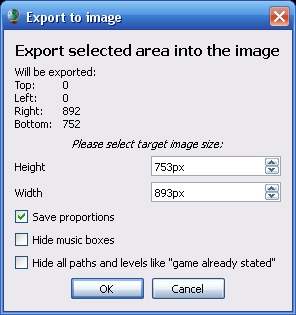 Export to image
Export selected area into the image
Will be exported:
Top: 0
Left: 0
Right: 892
Bottom: 752
Please select target image size:
Height 753px
Width 893px
Save proportions
Hide music boxes
Hide all paths and levels like "game already stated"
OK Cancel